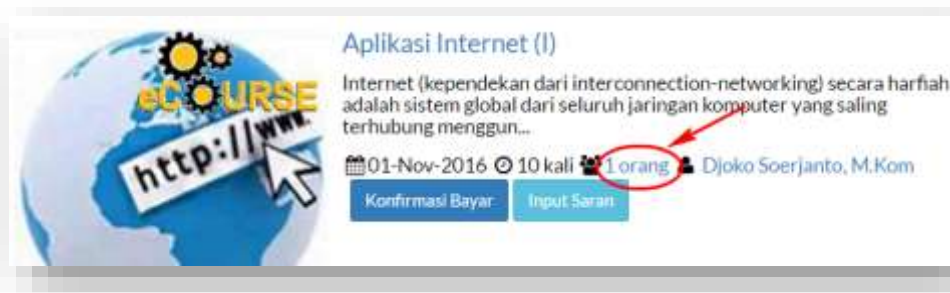 Aplikasi Internet (I)
Internet (kependekan dari interconnection-networking) secara harfiah
adalah sistem global dari seluruh jaringan komputer yang saling
terhubung menggun...
01-Nov-2016 10 kali 1 orang Djoko Soerjanto, M.Kom
Konfirmasi Bayar Input Saran
eCOURSE
http://www.